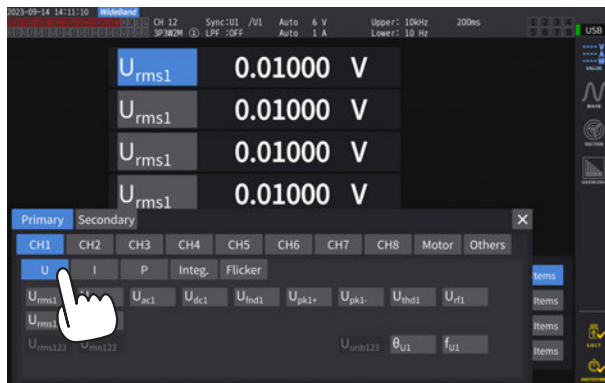 2023-09-14 14:11:10 WideBand CH 12 Sync:U1 /U1 Auto 6 V Upper: 10kHz 200ms
3P3W2M ① LPF :OFF Auto 1 A Lower: 10 Hz
USB
VALUE
Urms1 0.01000 V
WAVE
Urms1 0.01000 V
VECTOR
Urms1 0.01000 V
Urms1 0.01000 V
Primary Secondary ×
CH1 CH2 CH3 CH4 CH5 CH6 CH7 CH8 Motor Others
U I P Integ. Flicker
Items
Urms1 Uac1 Udc1 Ufnd1 Upk1+ Upk1- Uthd1 Urf1
Items
Urms1
Items
Urms123 Umn123 Uunb123 θU1 fU1
Items
EJECT
SHUTDOWN